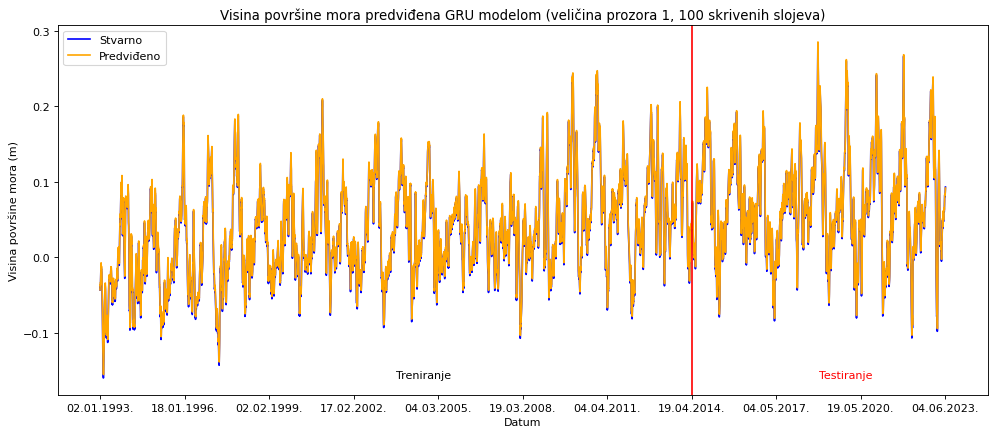 Visina površine mora predviđena GRU modelom (veličina prozora 1, 100 skrivenih slojeva)
Stvarno
Predviđeno
Visina površine mora (m)
0.3
0.2
0.1
0.0
−0.1
Treniranje
Testiranje
02.01.1993. 18.01.1996. 02.02.1999. 17.02.2002. 04.03.2005. 19.03.2008. 04.04.2011. 19.04.2014. 04.05.2017. 19.05.2020. 04.06.2023.
Datum